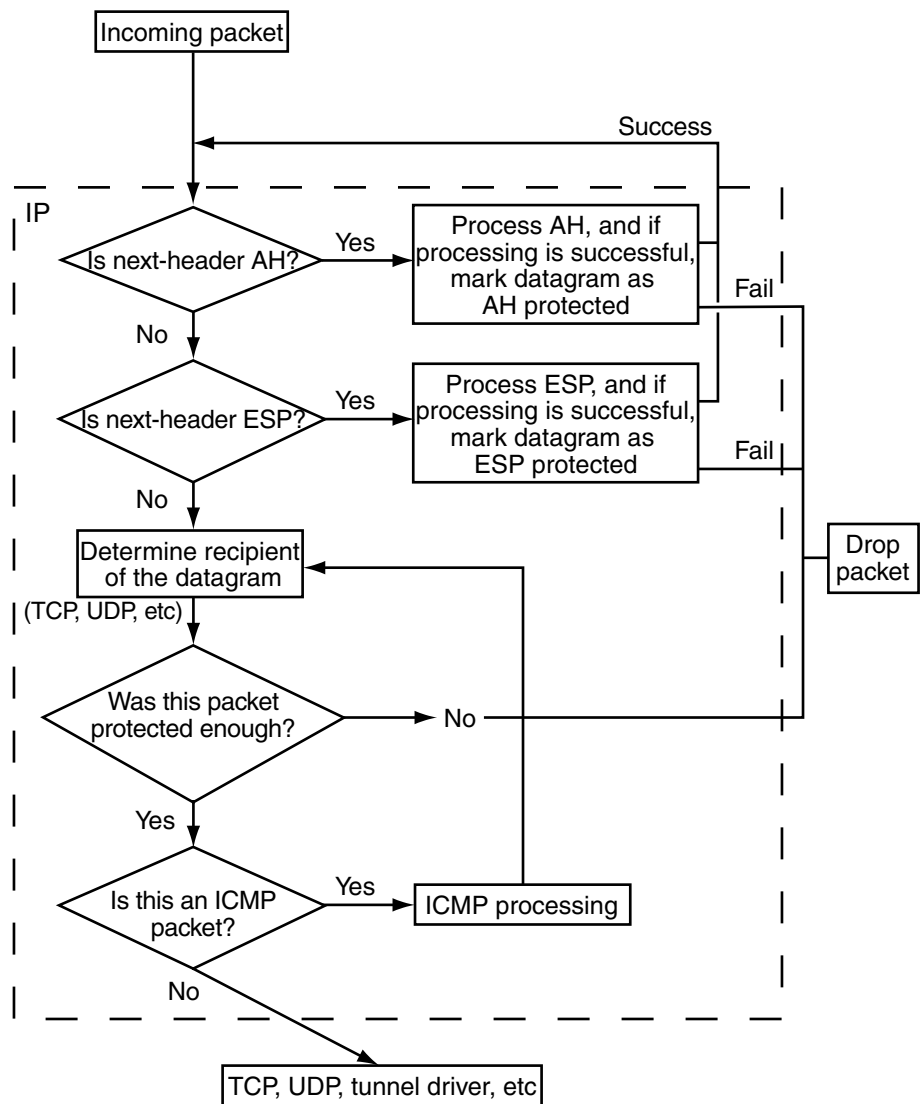 Incoming packet
Success
IP
Is next-header AH?
Yes
Process AH, and if
processing is successful,
mark datagram as
AH protected
Fail
No
Is next-header ESP?
Yes
Process ESP, and if
processing is successful,
mark datagram as
ESP protected
Fail
No
Determine recipient
of the datagram
Drop
packet
(TCP, UDP, etc)
Was this packet
protected enough?
No
Yes
Is this an ICMP
packet?
Yes
ICMP processing
No
TCP, UDP, tunnel driver, etc